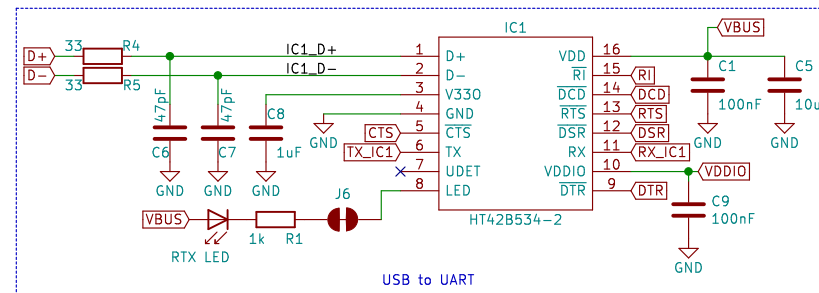 IC1
VBUS
D+ 33 R4 IC1_D+ 1 D+ VDD 16
D- 33 R5 IC1_D- 2 D- RI 15 RI
3 V33O DCD 14 DCD C1 C5
47pF 47pF C8 4 GND RTS 13 RTS 100nF 10u
GND CTS 5 CTS DSR 12 DSR GND GND
C6 C7 1uF TX_IC1 6 TX RX 11 RX_IC1
7 UDET VDDIO 10 VDDIO
GND GND GND 8 LED DTR 9 DTR
J6 C9
VBUS 100nF
HT42B534-2
1k R1
RTX LED
GND
USB to UART